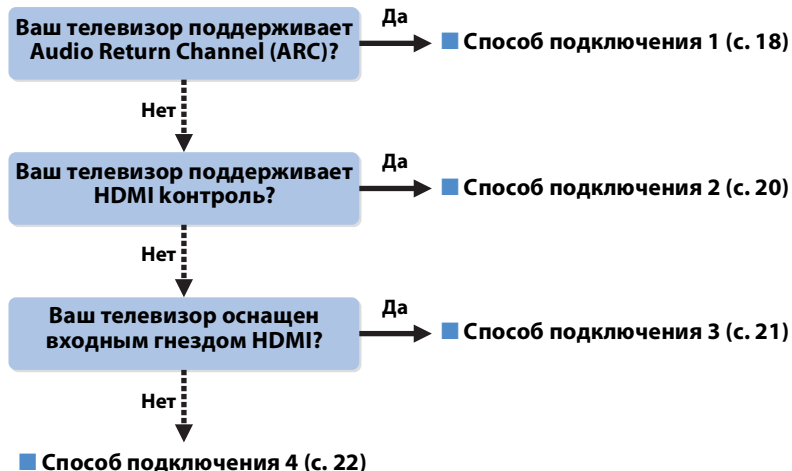 Ваш телевизор поддерживает
Audio Return Channel (ARC)?
Да
Способ подключения 1 (с. 18)
Нет
Ваш телевизор поддерживает
HDMI контроль?
Да
Способ подключения 2 (с. 20)
Нет
Ваш телевизор оснащен
входным гнездом HDMI?
Да
Способ подключения 3 (с. 21)
Нет
Способ подключения 4 (с. 22)